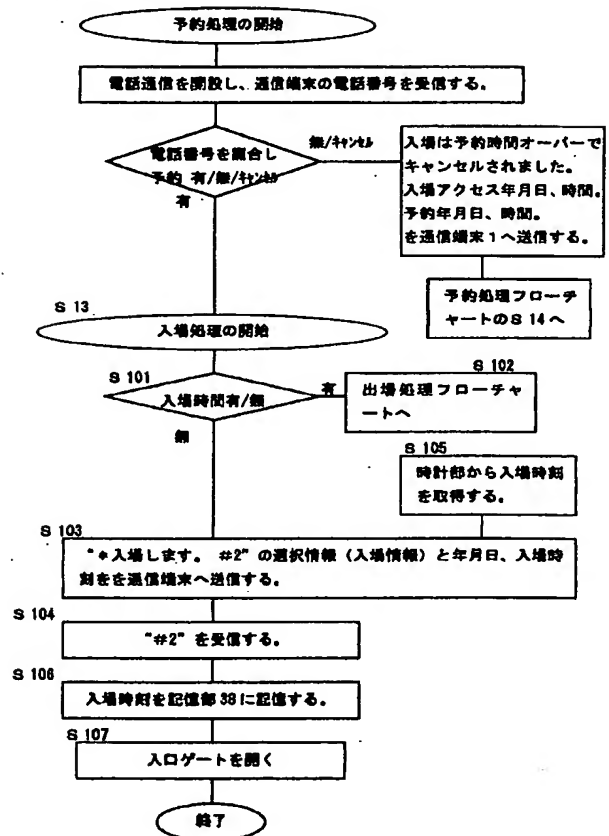 予約処理の開始
電話通信を開設し、通信端末の電話番号を受信する。
電話番号を照合し
予約 有/無/キャンセル
無/キャンセル
有
入場は予約時間オーバーで
キャンセルされました。
入場アクセス年月日、時間。
予約年月日、時間。
を通信端末1へ送信する。
予約処理フローチ
ャートのS 14へ
S 13
入場処理の開始
S 101
入場時間有/無
有
無
S 102
出場処理フローチャ
ートへ
S 105
時計部から入場時刻
を取得する。
S 103
"*入場します。 #2"の選択情報(入場情報)と年月日、入場時
刻をを通信端末へ送信する。
S 104
"#2"を受信する。
S 106
入場時刻を記憶部38に記憶する。
S 107
入口ゲートを開く
終了